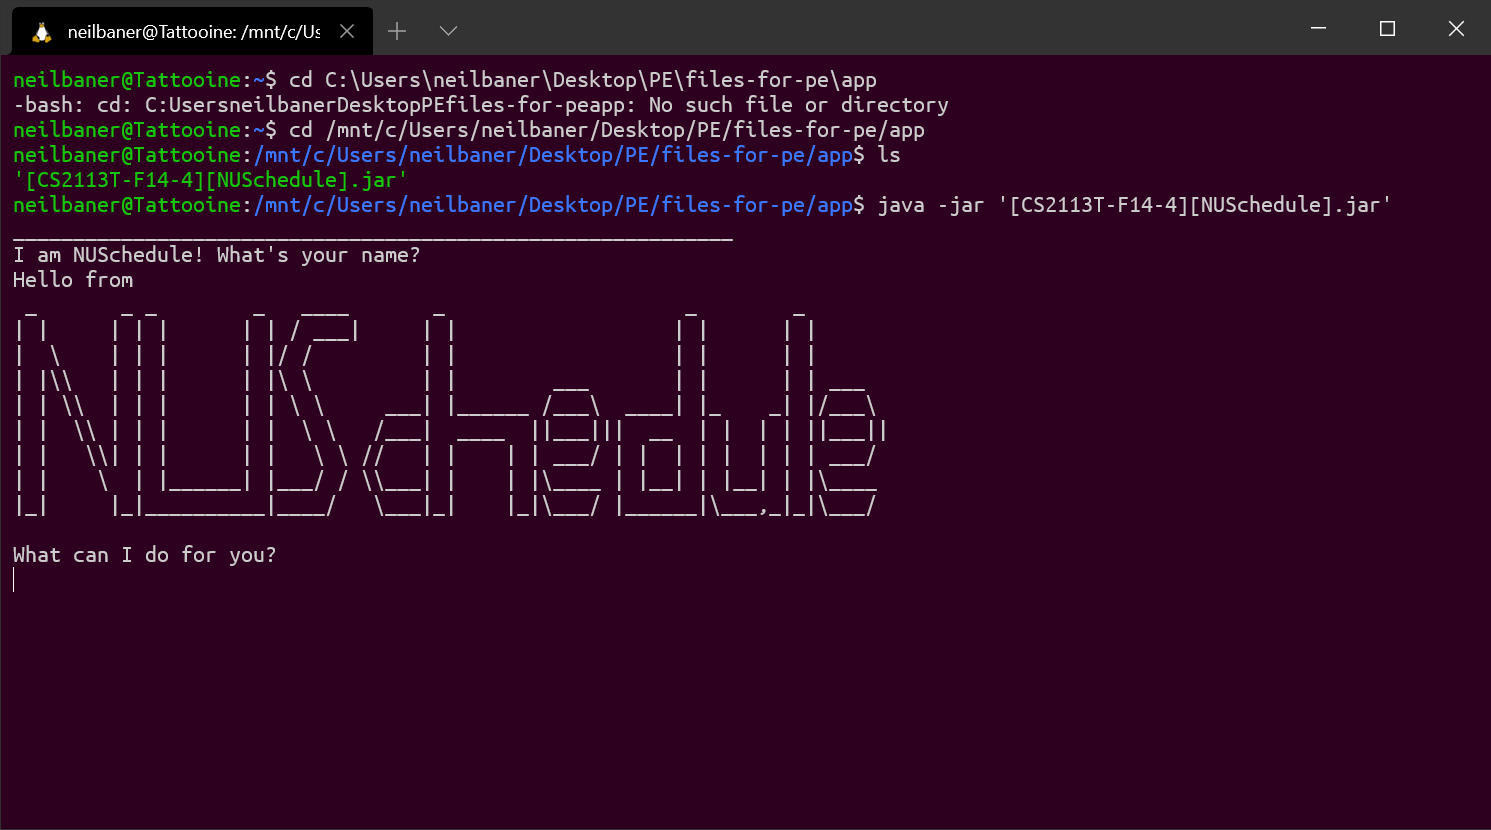 neilbaner@Tattooine: /mnt/c/Us
neilbaner@Tattooine:~$ cd C:\Users\neilbaner\Desktop\PE\files-for-pe\app
-bash: cd: C:UsersneilbanerDesktopPEfiles-for-peapp: No such file or directory
neilbaner@Tattooine:~$ cd /mnt/c/Users/neilbaner/Desktop/PE/files-for-pe/app
neilbaner@Tattooine:/mnt/c/Users/neilbaner/Desktop/PE/files-for-pe/app$ ls
'[CS2113T-F14-4][NUSchedule].jar'
neilbaner@Tattooine:/mnt/c/Users/neilbaner/Desktop/PE/files-for-pe/app$ java -jar '[CS2113T-F14-4][NUSchedule].jar'
____________________________________________________________
I am NUSchedule! What's your name?
Hello from
NUSchedule
What can I do for you?